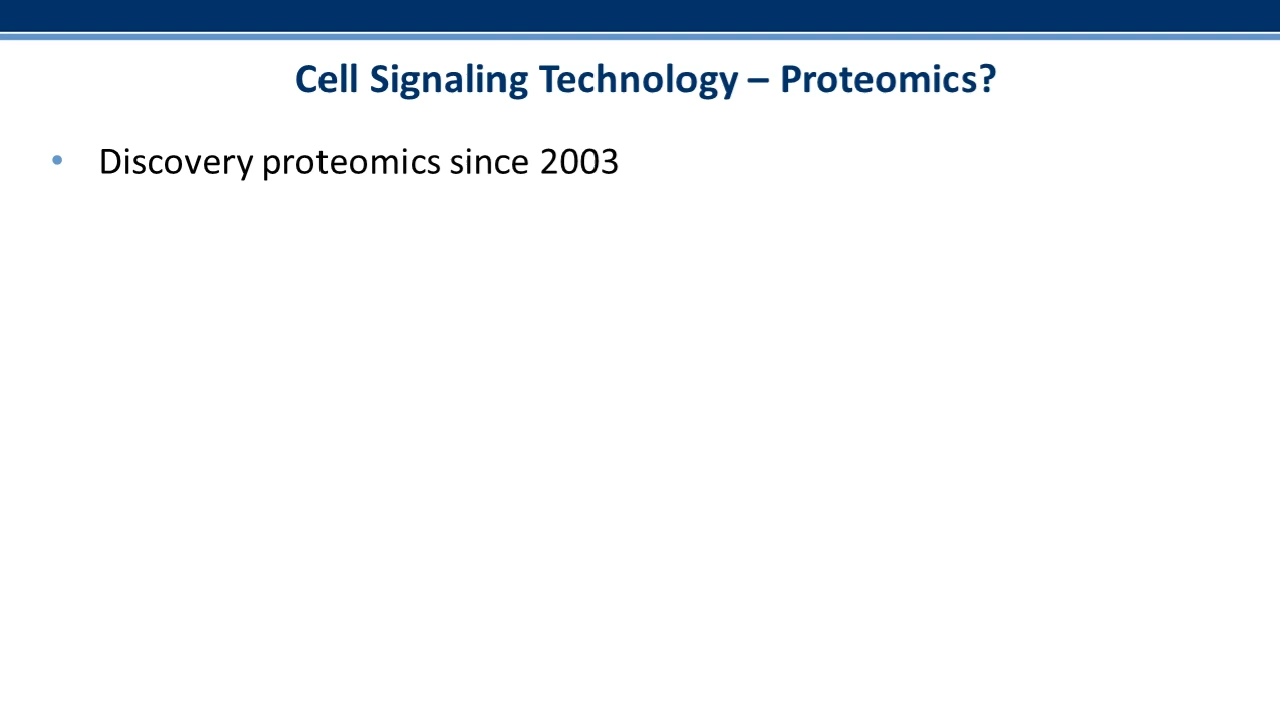 Cell Signaling Technology – Proteomics?
• Discovery proteomics since 2003